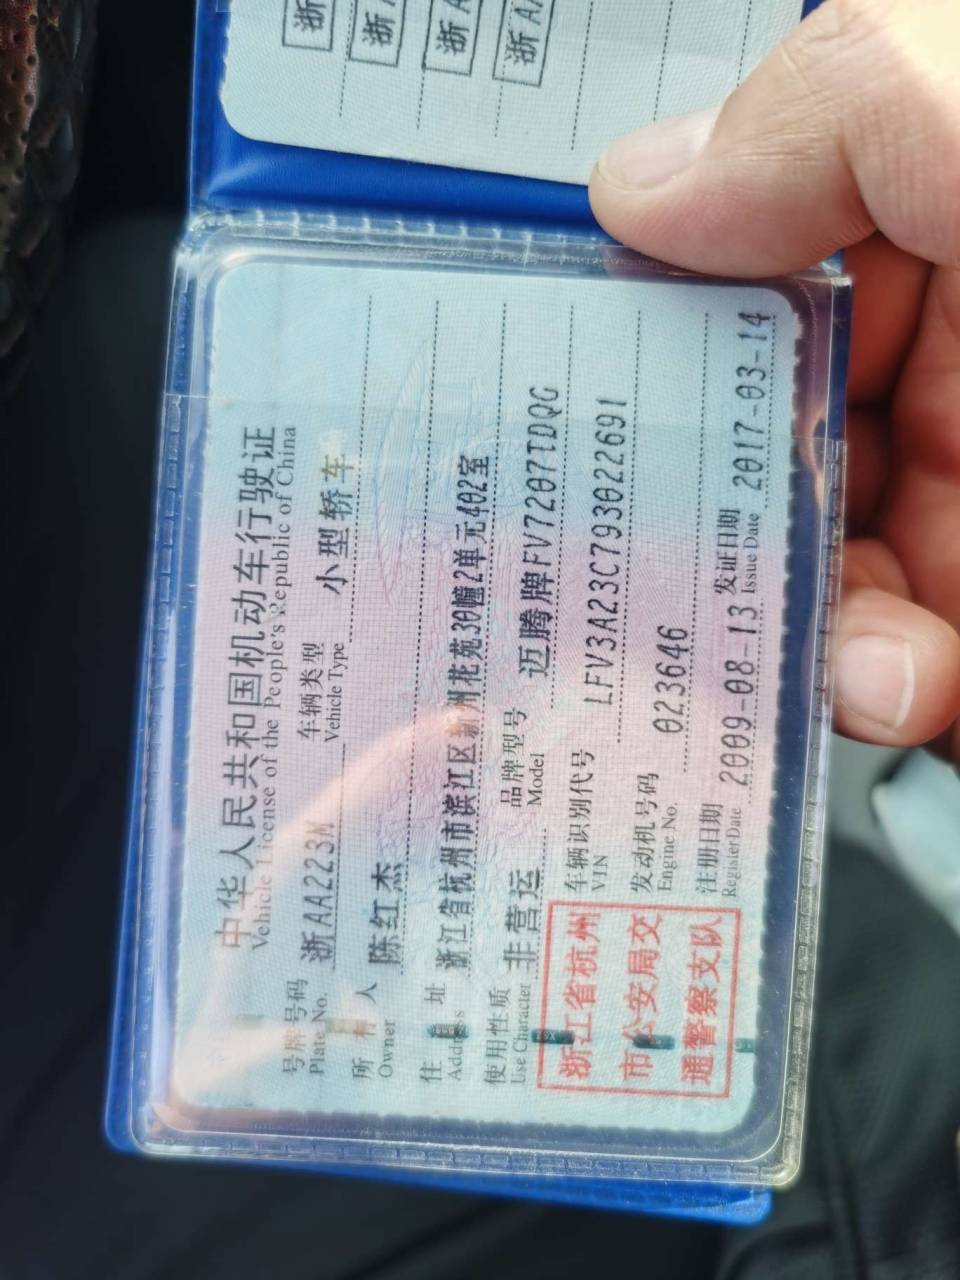 浙
浙A
浙A
浙A
中华人民共和国机动车行驶证
Vehicle License of the People's Republic of China
号牌号码 浙AA223M 车辆类型 小型轿车
Plate No. Vehicle Type
所有人 陈红杰
Owner
住址 浙江省杭州市滨江区新州花苑30幢2单元402室
Address
使用性质 非营运 品牌型号 迈腾牌FV7207TDQG
Use Character Model
浙江省杭州
市公安局交
通警察支队
车辆识别代号 LFV3A23C793022691
VIN
发动机号码 023646
Engine No.
注册日期 2009-08-13 发证日期 2017-03-14
Register Date Issue Date